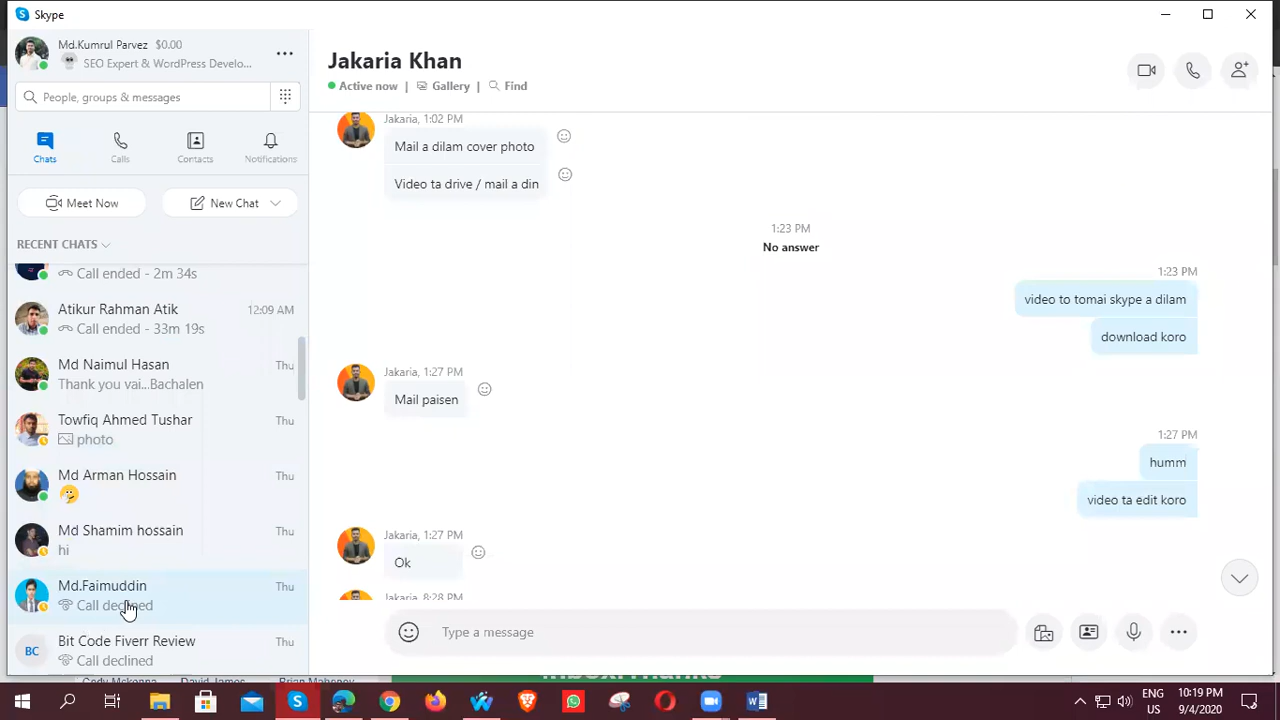 Skype
Md.Kumrul Parvez $0.00
SEO Expert & WordPress Develo...
People, groups & messages
Chats
Calls
Contacts
Notifications
Meet Now
New Chat
RECENT CHATS
Call ended - 2m 34s
Atikur Rahman Atik 12:09 AM
Call ended - 33m 19s
Md Naimul Hasan Thu
Thank you vai...Bachalen
Towfiq Ahmed Tushar Thu
photo
Md Arman Hossain Thu
Md Shamim hossain Thu
hi
Md.Faimuddin Thu
Call declined
BC
Bit Code Fiverr Review Thu
Call declined
Jakaria Khan
Active now | Gallery | Find
Jakaria, 1:02 PM
Mail a dilam cover photo
Video ta drive / mail a din
1:23 PM
No answer
1:23 PM
video to tomai skype a dilam
download koro
Jakaria, 1:27 PM
Mail paisen
1:27 PM
humm
video ta edit koro
Jakaria, 1:27 PM
Ok
Jakaria, 8:28 PM
Type a message
ENG
US
10:19 PM
9/4/2020